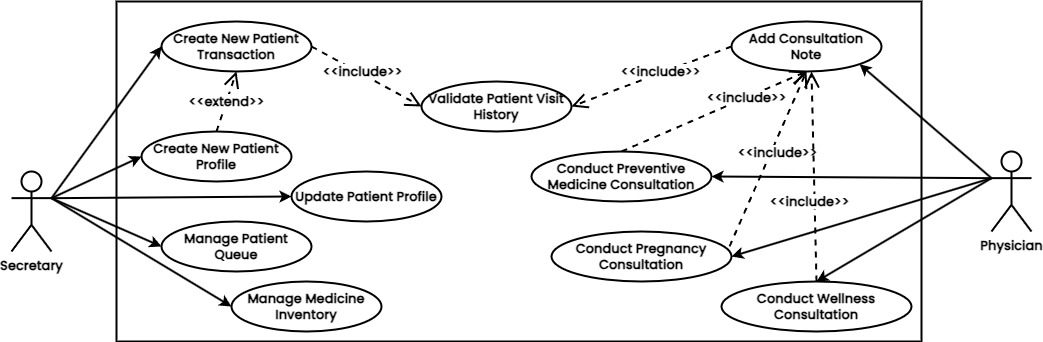 Create New Patient
Transaction
Add Consultation
Note
<<include>>
<<include>>
<<extend>>
Validate Patient Visit
History
<<include>>
Create New Patient
Profile
<<include>>
Conduct Preventive
Medicine Consultation
Update Patient Profile
<<include>>
Secretary
Physician
Manage Patient
Queue
Conduct Pregnancy
Consultation
Manage Medicine
Inventory
Conduct Wellness
Consultation